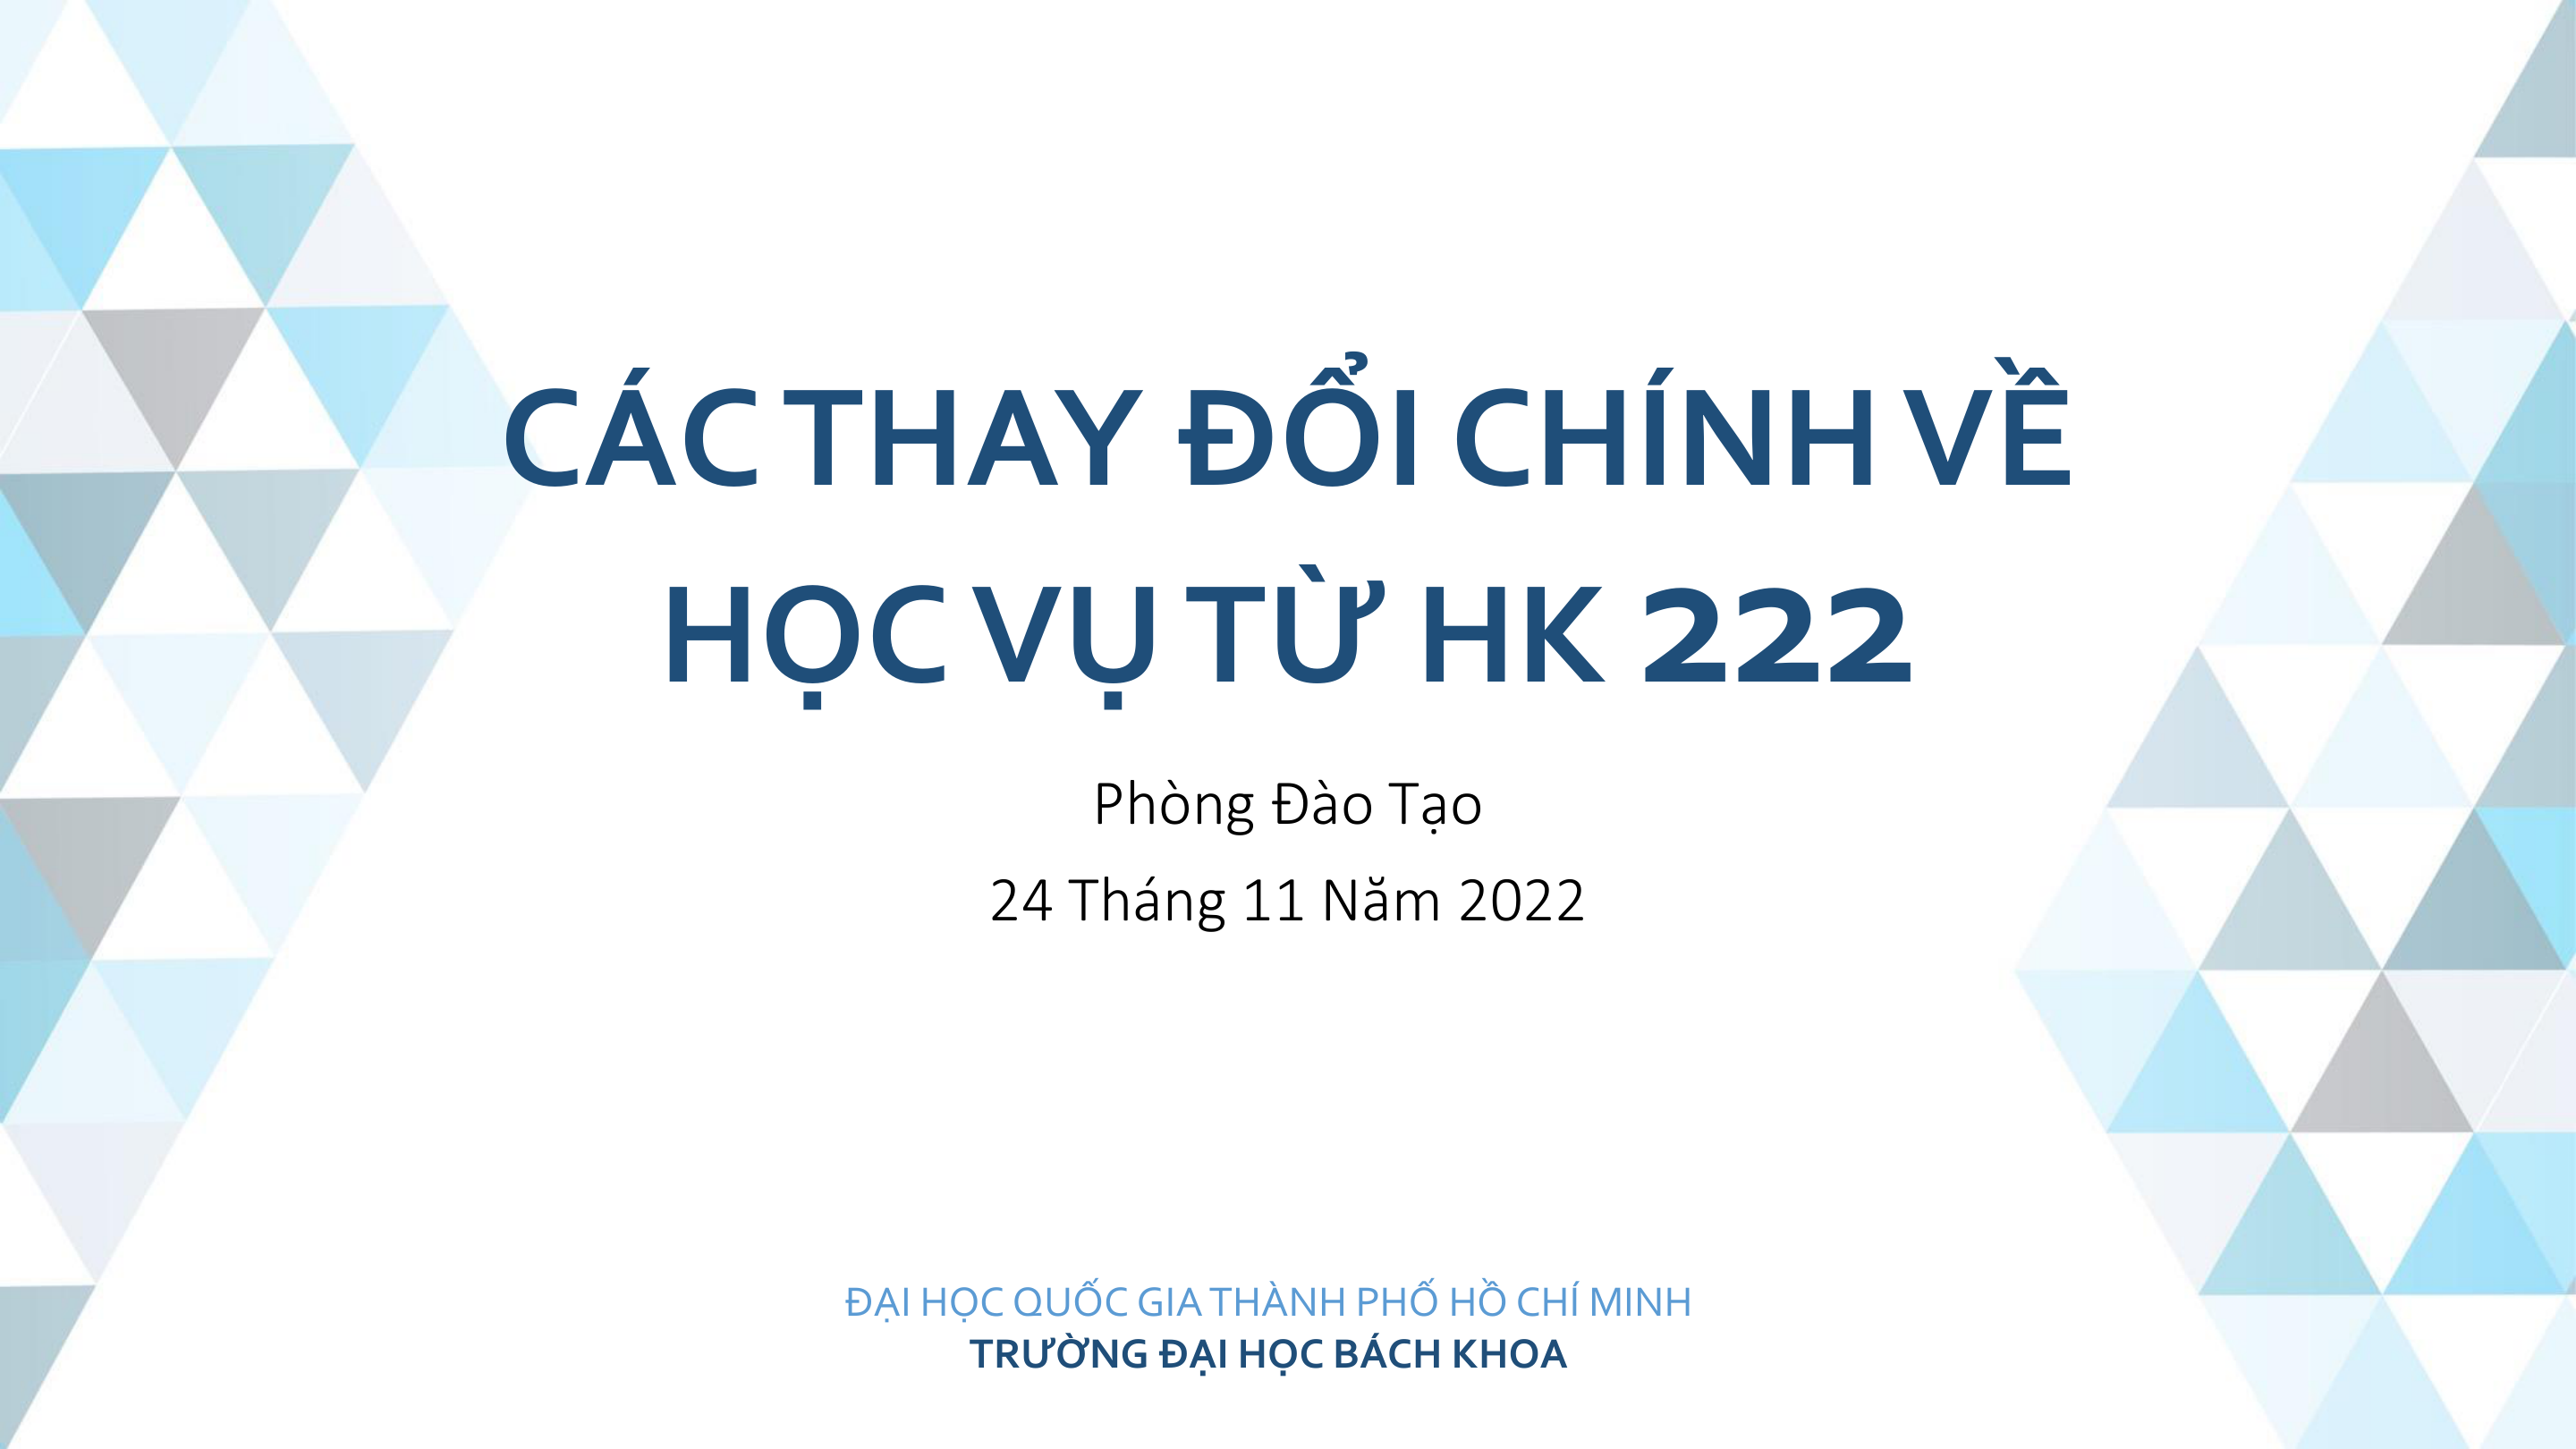 CÁC THAY ĐỔI CHÍNH VỀ
HỌC VỤ TỪ HK 222
Phòng Đào Tạo
24 Tháng 11 Năm 2022
ĐẠI HỌC QUỐC GIA THÀNH PHỐ HỒ CHÍ MINH
TRƯỜNG ĐẠI HỌC BÁCH KHOA